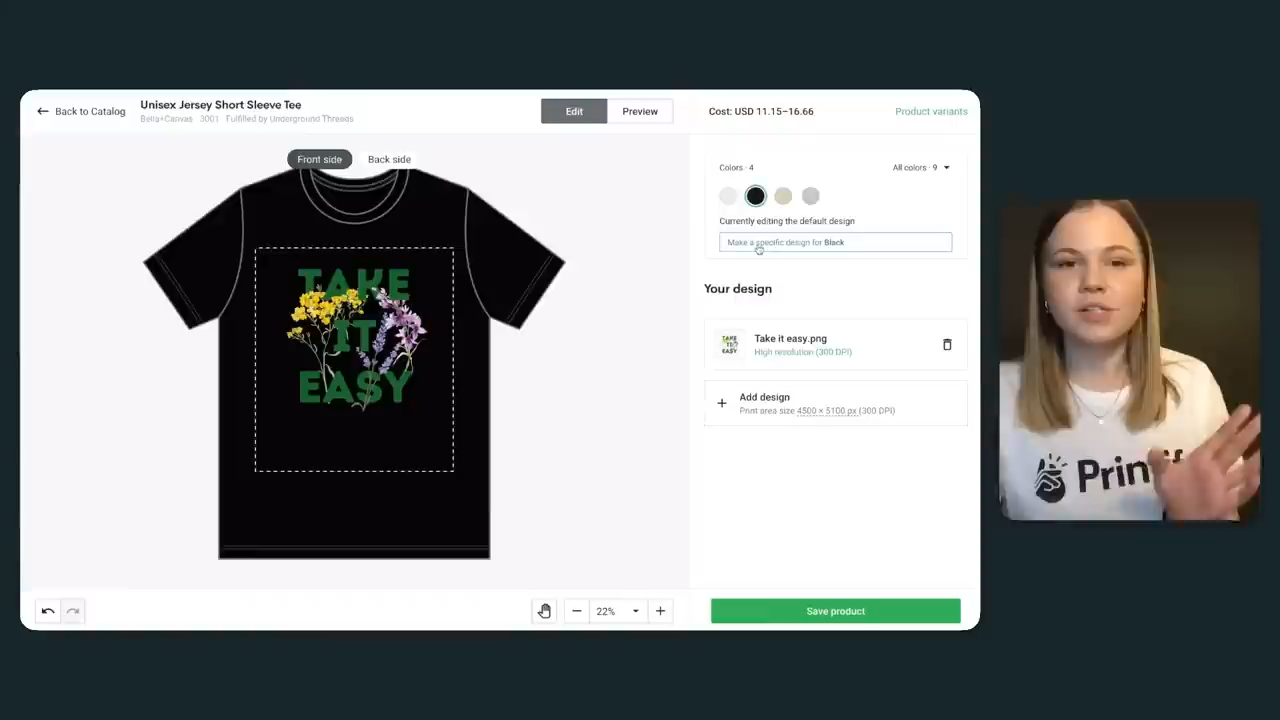 Back to Catalog
Unisex Jersey Short Sleeve Tee
Bella+Canvas 3001 Fulfilled by Underground Threads
Edit
Preview
Cost: USD 11.15–16.66
Product variants
Front side
Back side
TAKE
IT
EASY
Colors · 4
All colors · 9
Currently editing the default design
Make a specific design for Black
Your design
TAKE
IT
EASY
Take it easy.png
High resolution (300 DPI)
Add design
Print area size 4500 × 5100 px (300 DPI)
22%
Save product